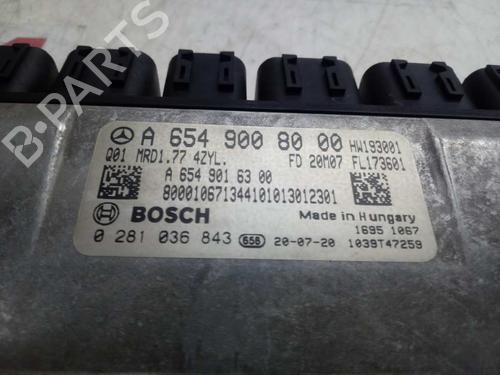 A 654 900 80 00 HW193001
Q01 MRD1.77 4ZYL. FD 20M07 FL173601
A 654 901 63 00
800010671344101013012301
BOSCH
Made in Hungary
1695 1067
0 281 036 843 656 20-07-20 1039T47259
B-Parts